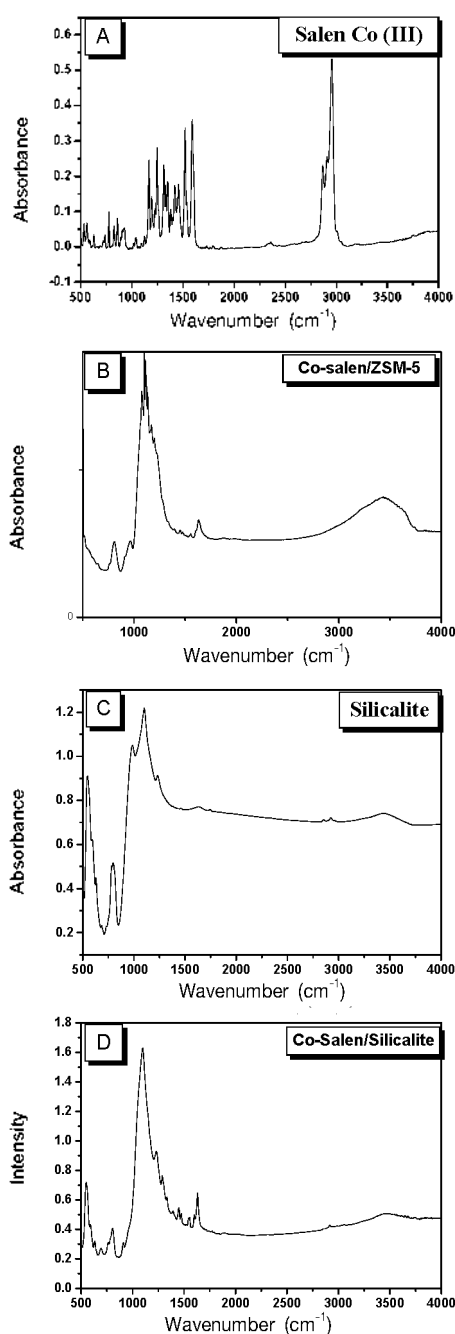 A
Salen Co (III)
0.6
0.5
0.4
0.3
0.2
0.1
0.0
-0.1
Absorbance
500 1000 1500 2000 2500 3000 3500 4000
Wavenumber (cm⁻¹)
B
Co-salen/ZSM-5
Absorbance
0
1000 2000 3000 4000
Wavenumber (cm⁻¹)
C
Silicalite
1.2
1.0
0.8
0.6
0.4
0.2
Absorbance
500 1000 1500 2000 2500 3000 3500 4000
Wavenumber (cm⁻¹)
D
Co-Salen/Silicalite
1.8
1.6
1.4
1.2
1.0
0.8
0.6
0.4
0.2
0.0
Intensity
500 1000 1500 2000 2500 3000 3500 4000
Wavenumber (cm⁻¹)